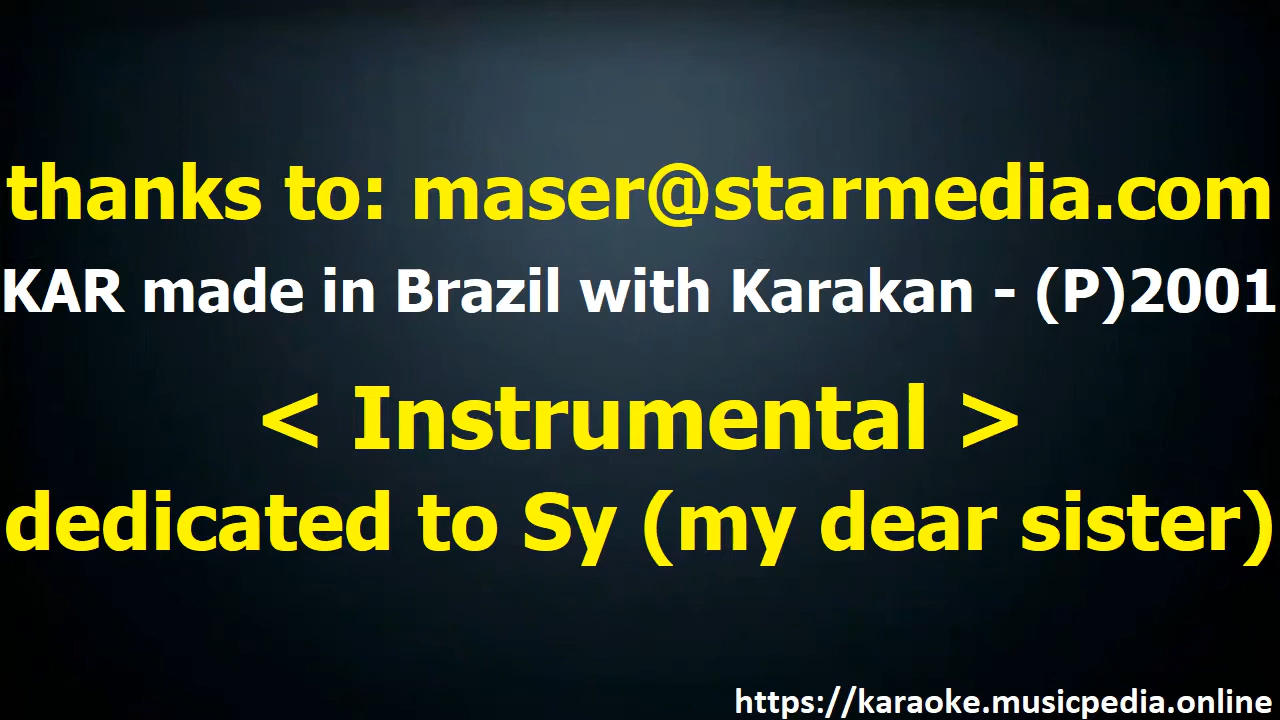 thanks to: maser@starmedia.com
KAR made in Brazil with Karakan - (P)2001
< Instrumental >
dedicated to Sy (my dear sister)
https://karaoke.musicpedia.online